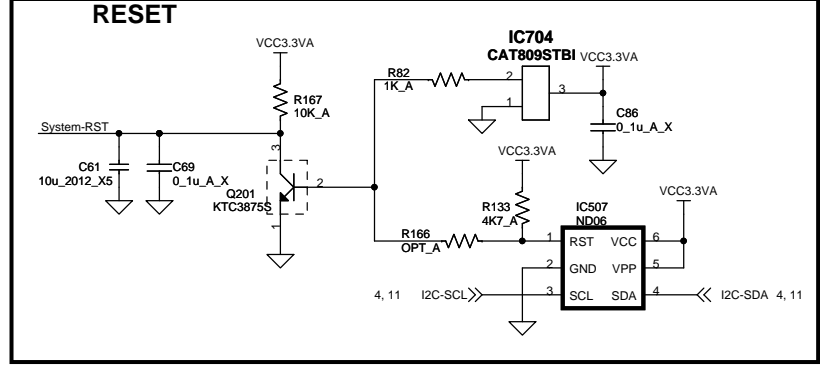 RESET
VCC3.3VA
IC704
CAT809STBI
VCC3.3VA
R82
1K_A
2
3
1
R167
10K_A
C86
0_1u_A_X
System-RST
VCC3.3VA
3
C61
10u_2012_X5
C69
0_1u_A_X
Q201
KTC3875S
2
1
R133
4K7_A
IC507
ND06
VCC3.3VA
R166
OPT_A
1 RST VCC 6
2 GND VPP 5
4, 11 I2C-SCL 3 SCL SDA 4 I2C-SDA 4, 11